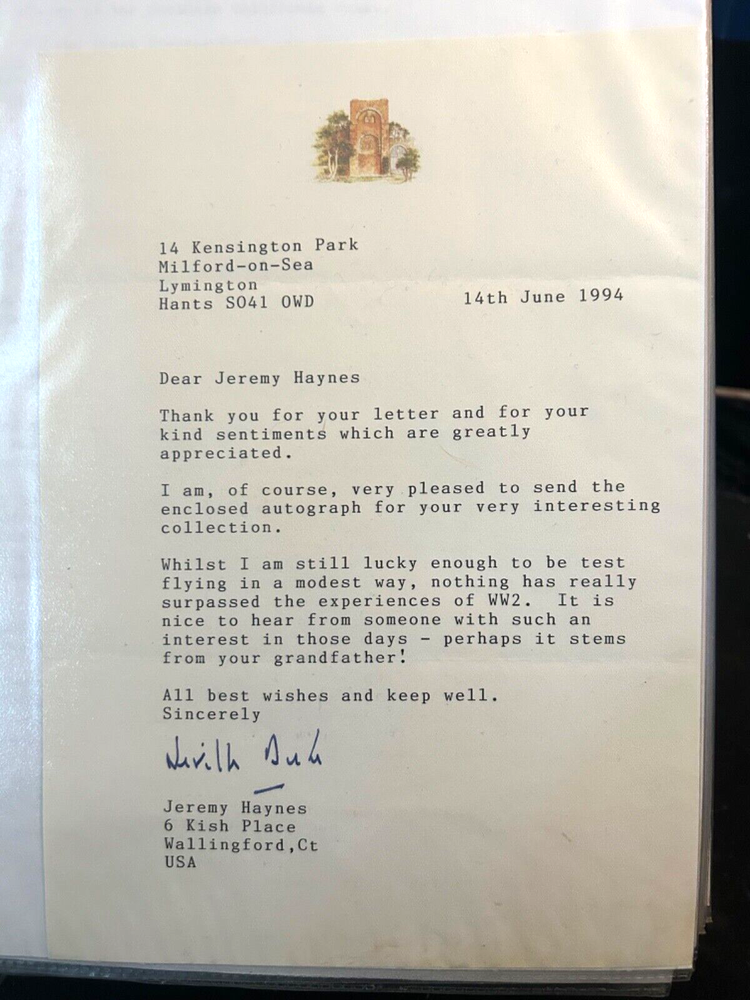 14 Kensington Park
Milford-on-Sea
Lymington
Hants SO41 OWD
14th June 1994
Dear Jeremy Haynes
Thank you for your letter and for your
kind sentiments which are greatly
appreciated.
I am, of course, very pleased to send the
enclosed autograph for your very interesting
collection.
Whilst I am still lucky enough to be test
flying in a modest way, nothing has really
surpassed the experiences of WW2. It is
nice to hear from someone with such an
interest in those days - perhaps it stems
from your grandfather!
All best wishes and keep well.
Sincerely
Neville Duke
Jeremy Haynes
6 Kish Place
Wallingford,Ct
USA